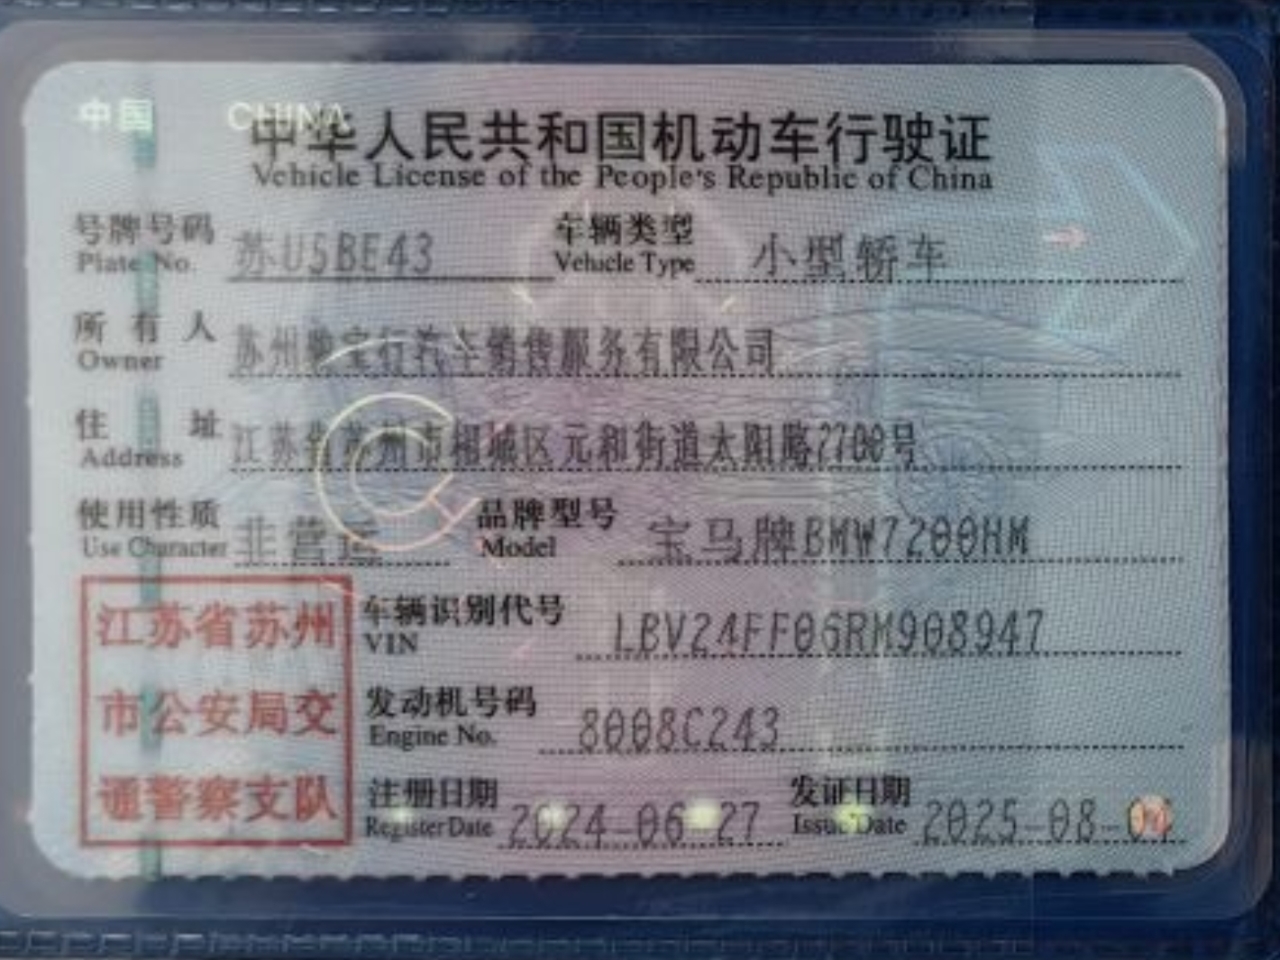 中国 CHINA
中华人民共和国机动车行驶证
Vehicle License of the People's Republic of China
号牌号码 苏U5BE43 车辆类型 小型轿车
Plate No. Vehicle Type
所有人 苏州骏宝行汽车销售服务有限公司
Owner
住址 江苏省苏州市相城区元和街道太阳路2700号
Address
使用性质 非营运 品牌型号 宝马牌BMW7200HM
Use Character Model
江苏省苏州
市公安局交
通警察支队
车辆识别代号 LBV24FF06RM908947
VIN
发动机号码 8008C243
Engine No.
注册日期 2024-06-27 发证日期 2025-08-
Register Date Issue Date